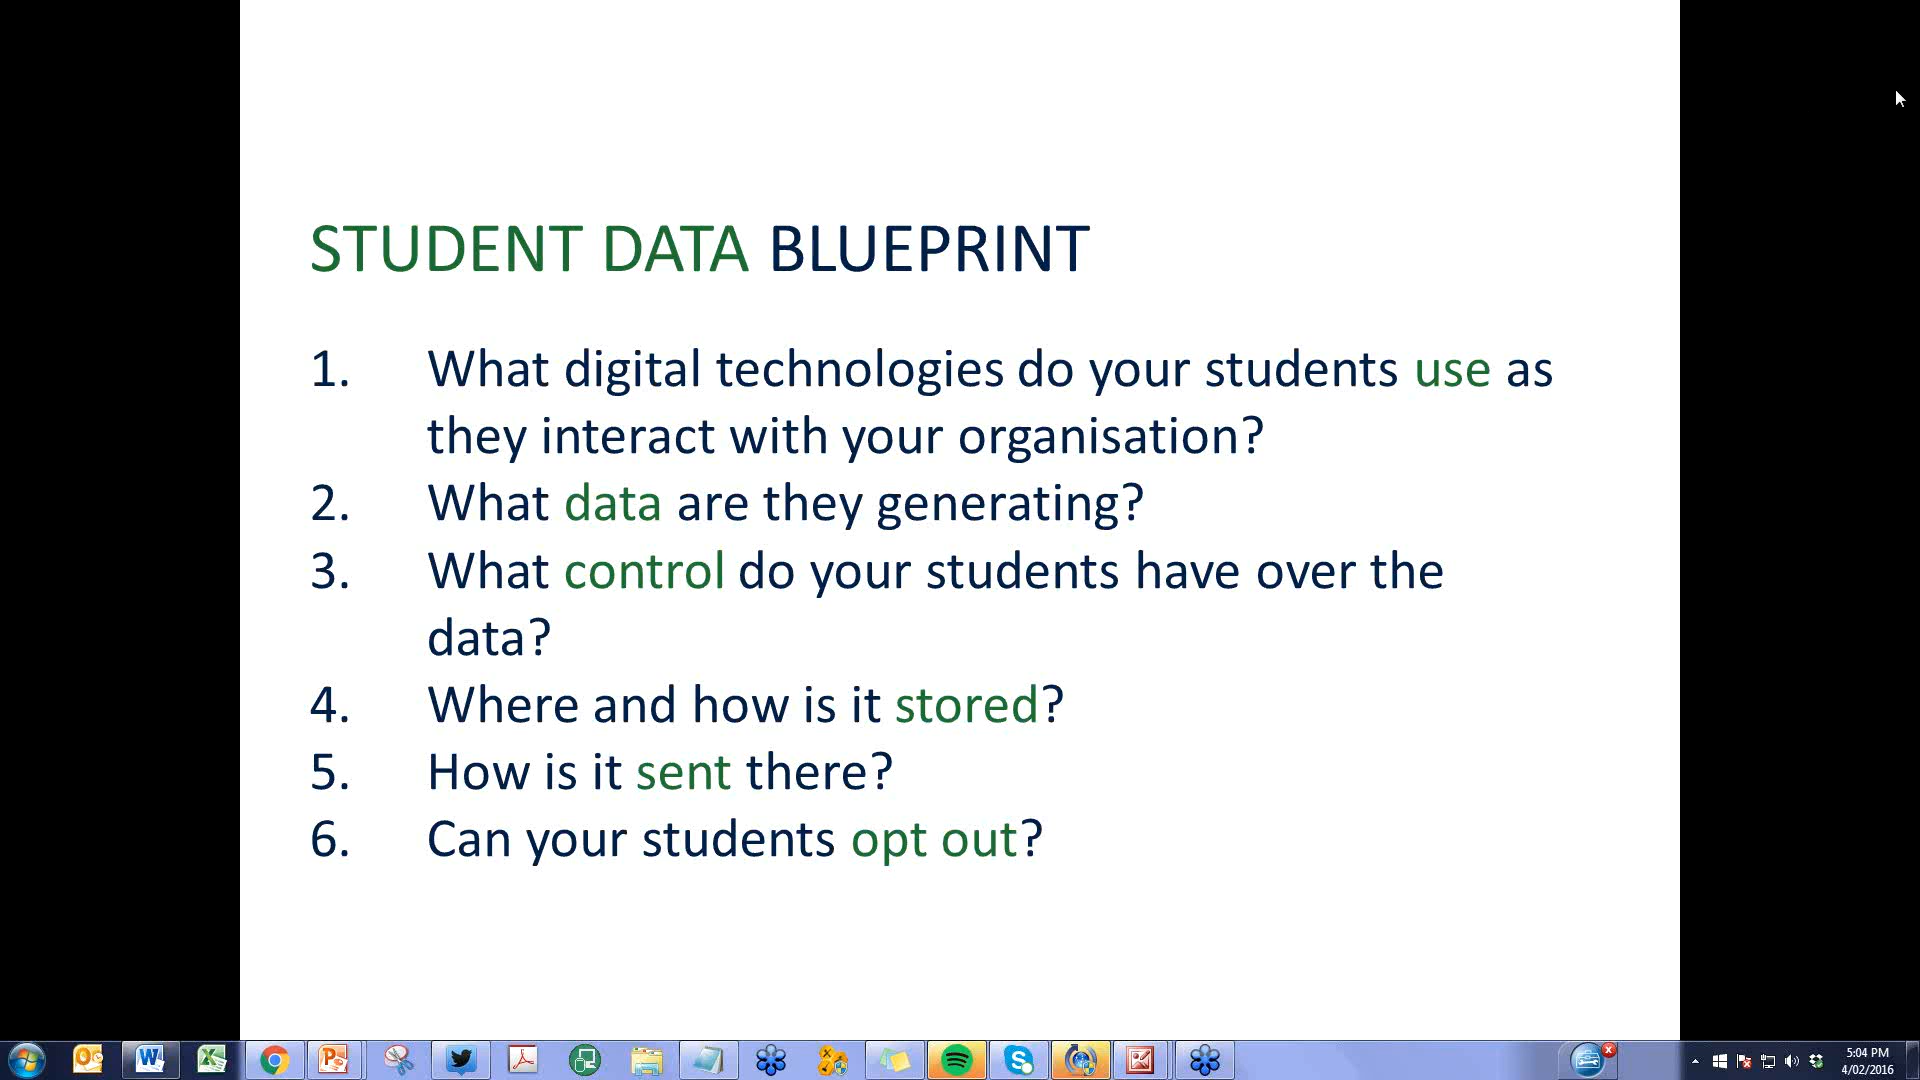 STUDENT DATA BLUEPRINT
1. What digital technologies do your students use as
they interact with your organisation?
2. What data are they generating?
3. What control do your students have over the
data?
4. Where and how is it stored?
5. How is it sent there?
6. Can your students opt out?
5:04 PM
4/02/2016